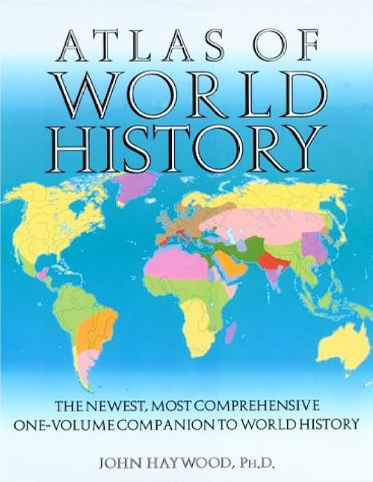 ATLAS OF
WORLD
HISTORY
THE NEWEST, MOST COMPREHENSIVE
ONE-VOLUME COMPANION TO WORLD HISTORY
JOHN HAYWOOD, PH.D.